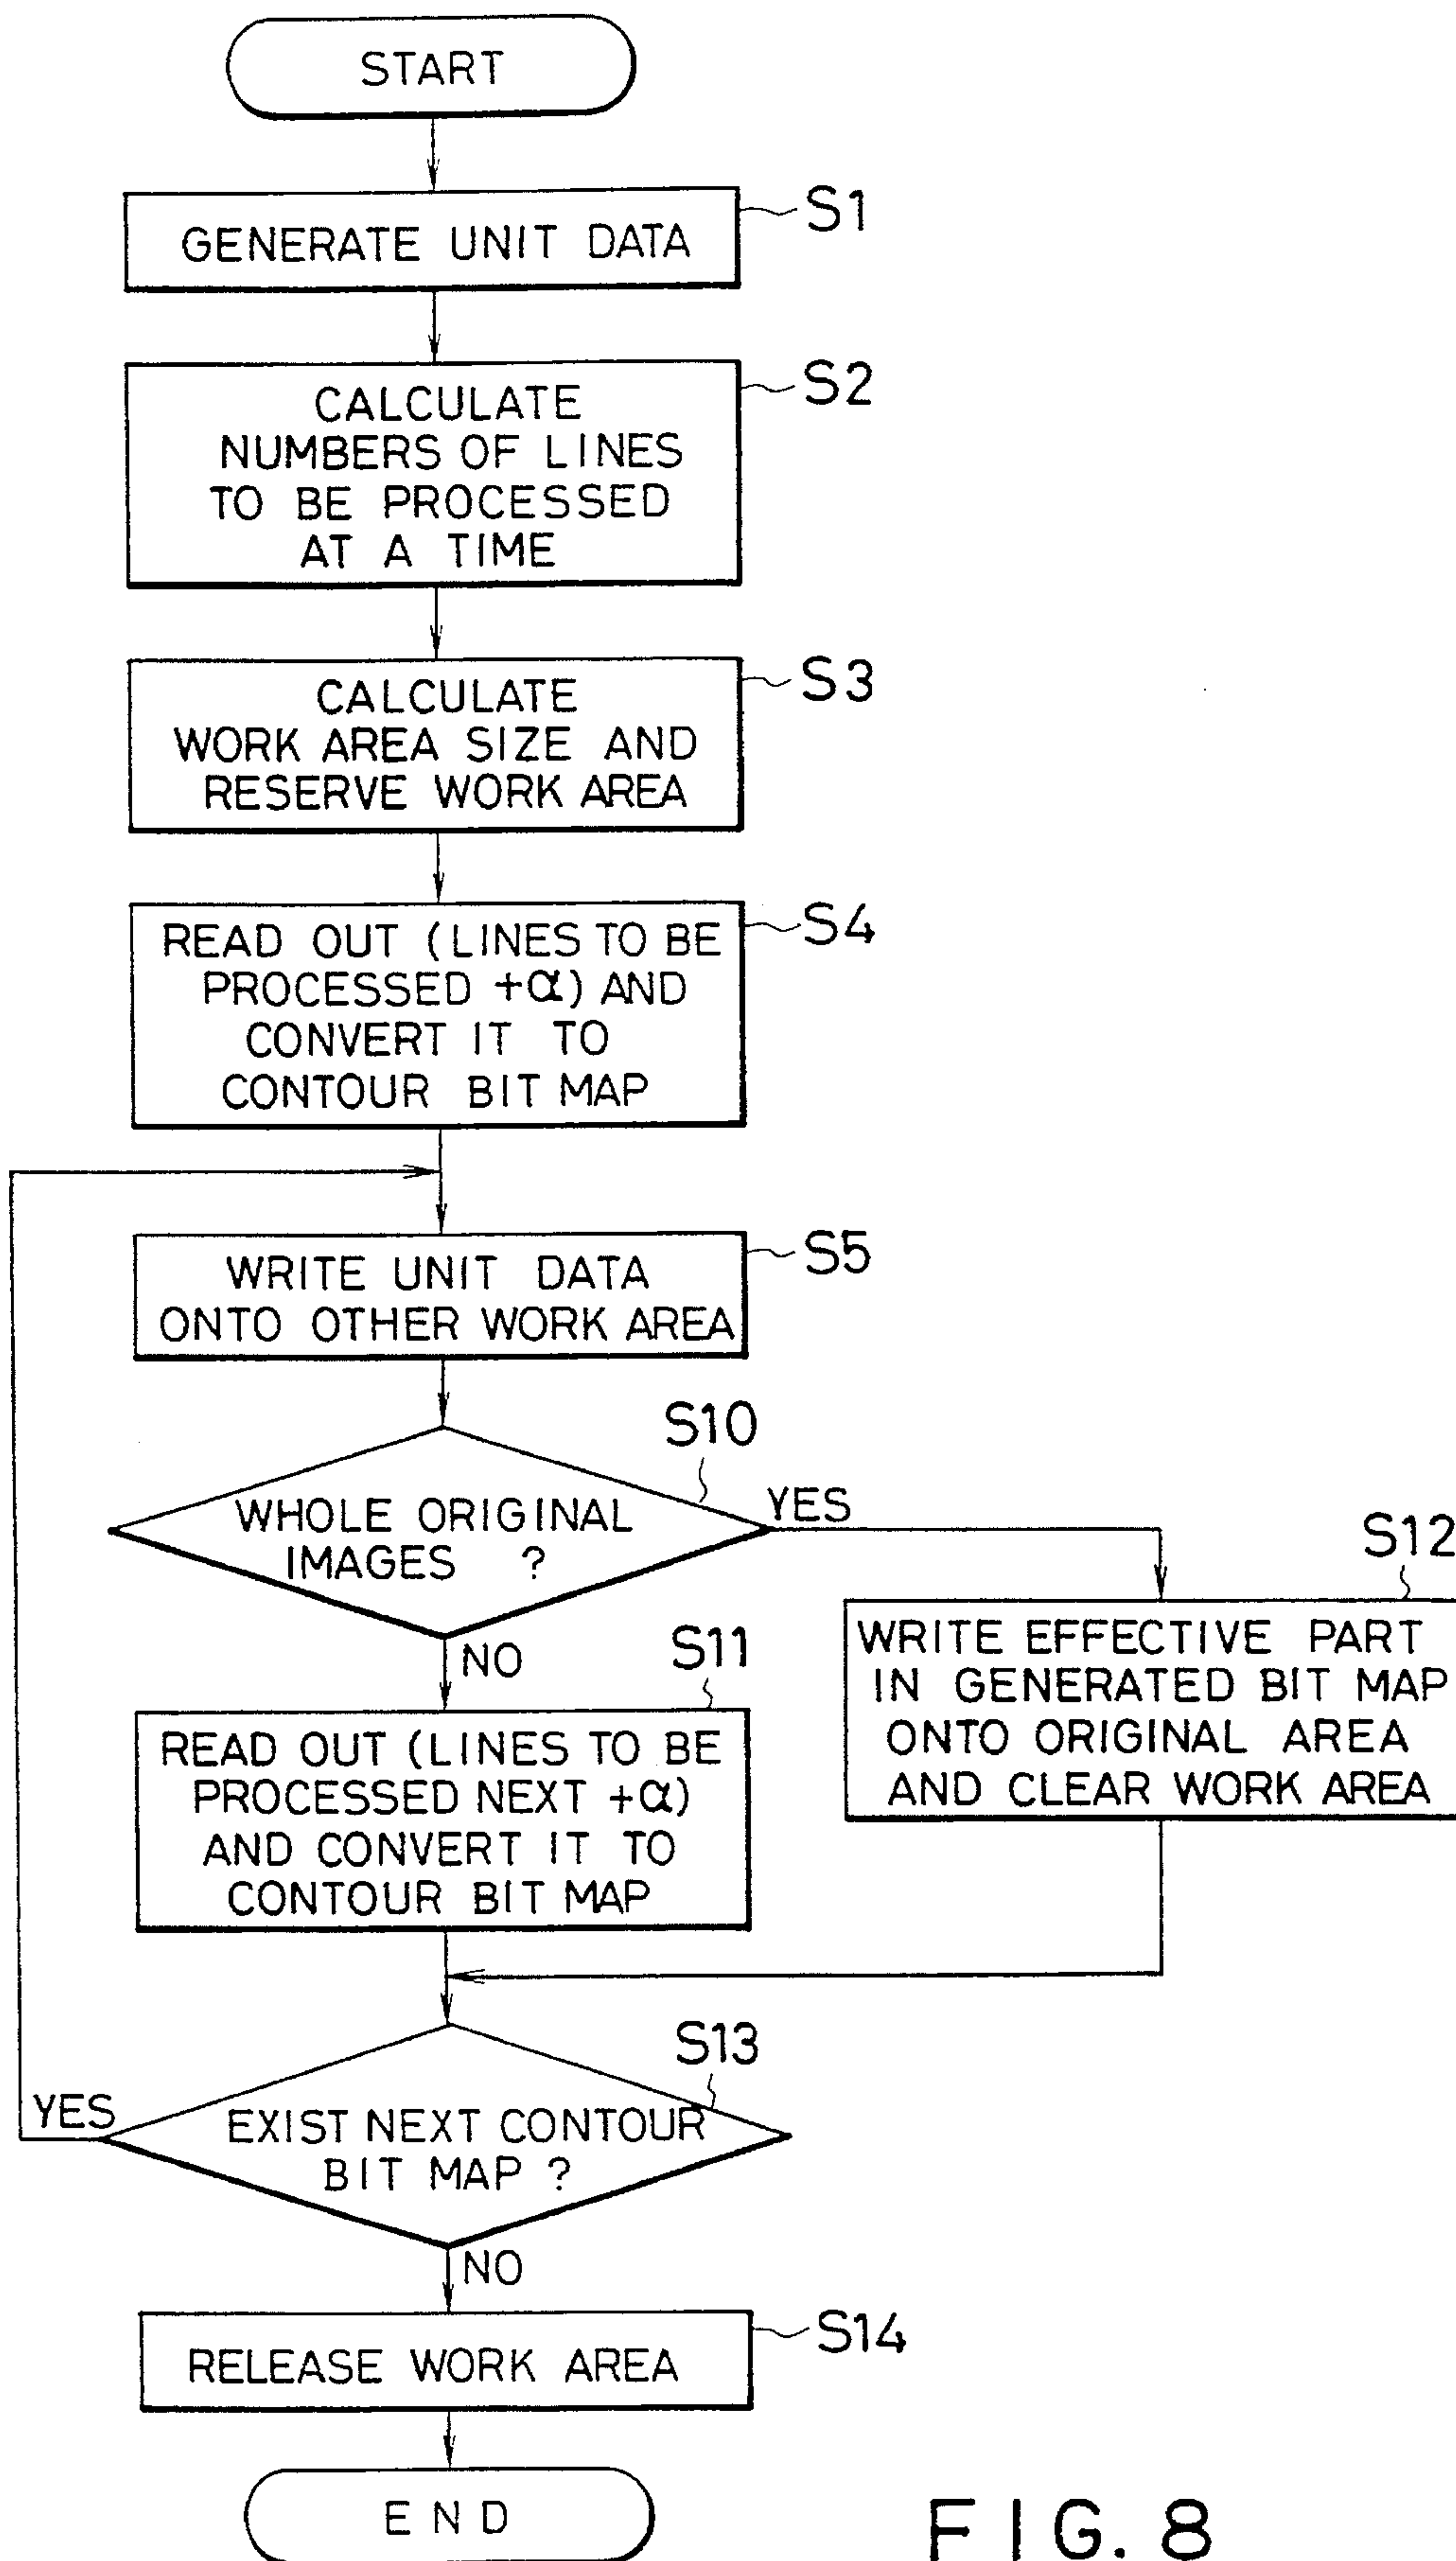 START
GENERATE UNIT DATA
S1
CALCULATE
NUMBERS OF LINES
TO BE PROCESSED
AT A TIME
S2
CALCULATE
WORK AREA SIZE AND
RESERVE WORK AREA
S3
READ OUT (LINES TO BE
PROCESSED +α) AND
CONVERT IT TO
CONTOUR BIT MAP
S4
WRITE UNIT DATA
ONTO OTHER WORK AREA
S5
S10
WHOLE ORIGINAL
IMAGES ?
YES
NO
S12
WRITE EFFECTIVE PART
IN GENERATED BIT MAP
ONTO ORIGINAL AREA
AND CLEAR WORK AREA
S11
READ OUT (LINES TO BE
PROCESSED NEXT +α)
AND CONVERT IT TO
CONTOUR BIT MAP
S13
YES
EXIST NEXT CONTOUR
BIT MAP ?
NO
S14
RELEASE WORK AREA
END
FIG. 8